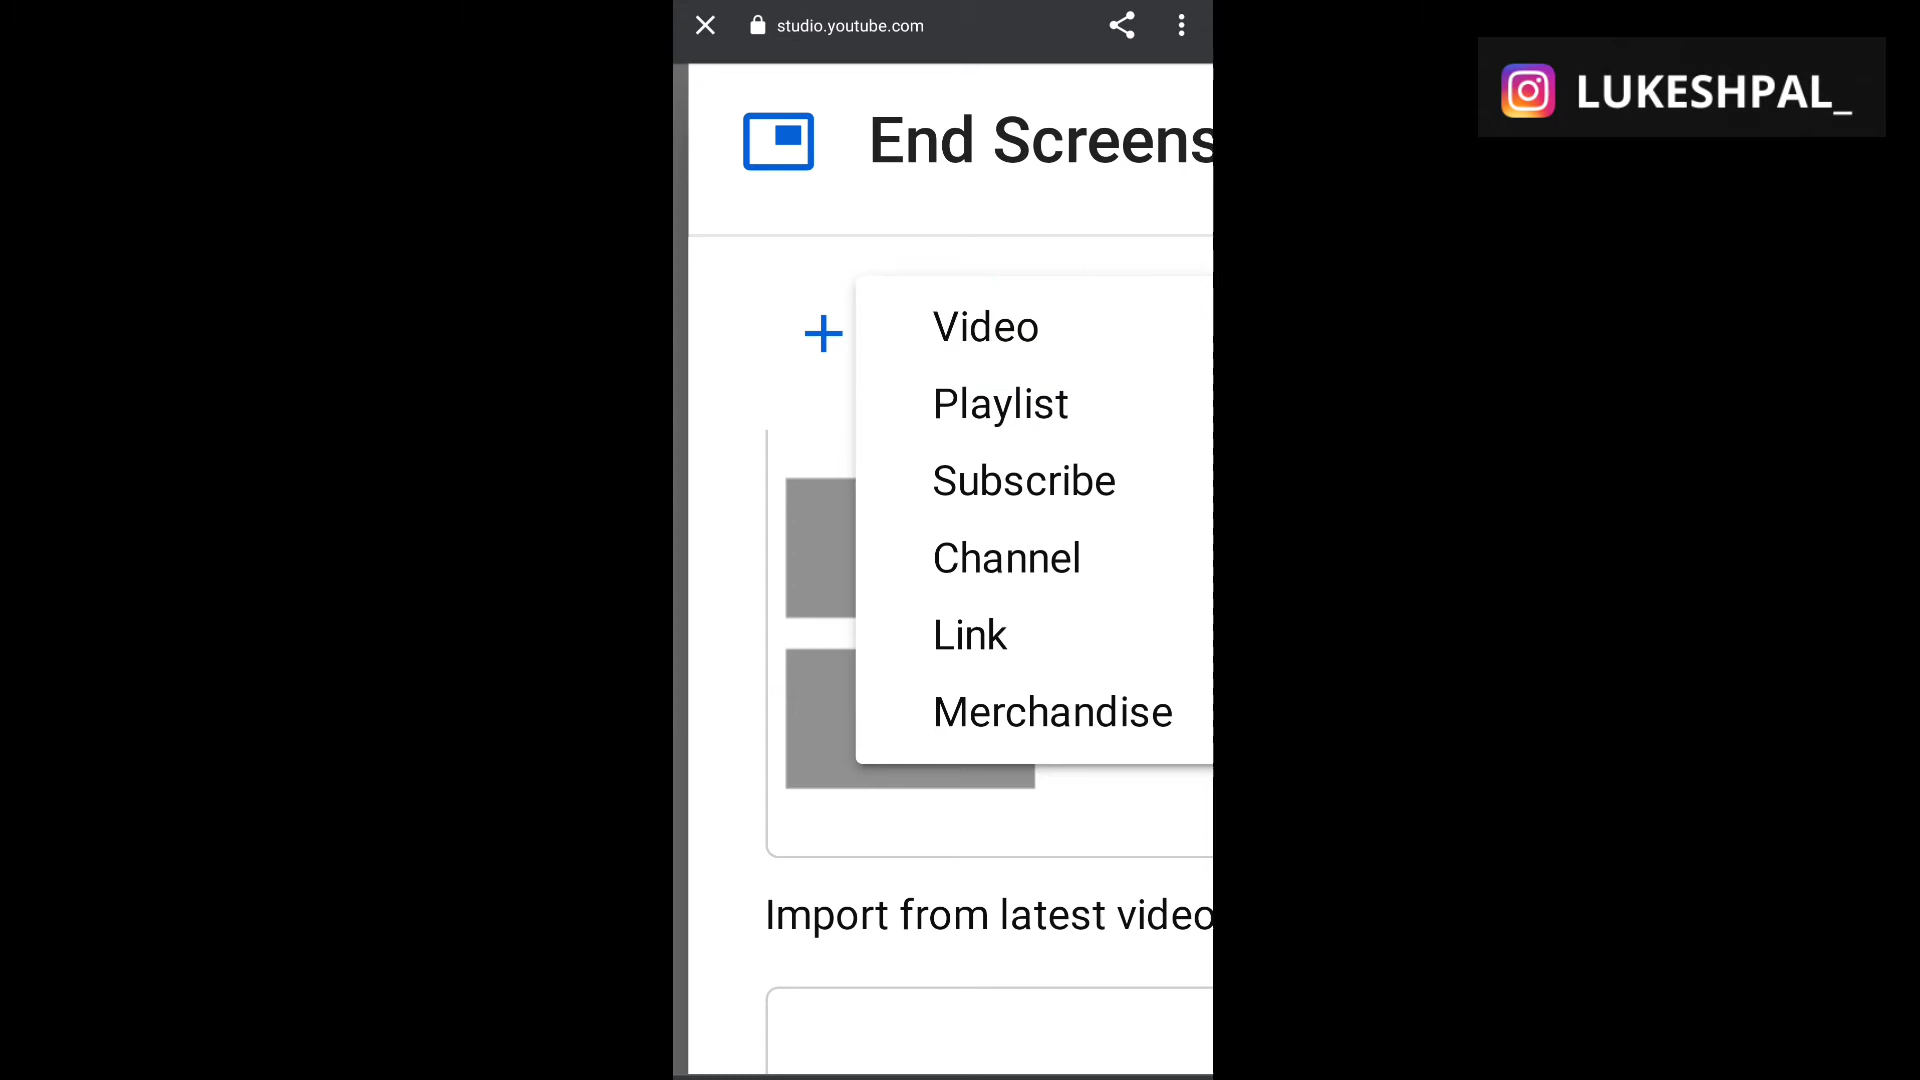 studio.youtube.com
LUKESHPAL_
End Screens
Video
Playlist
Subscribe
Channel
Link
Merchandise
Import from latest video